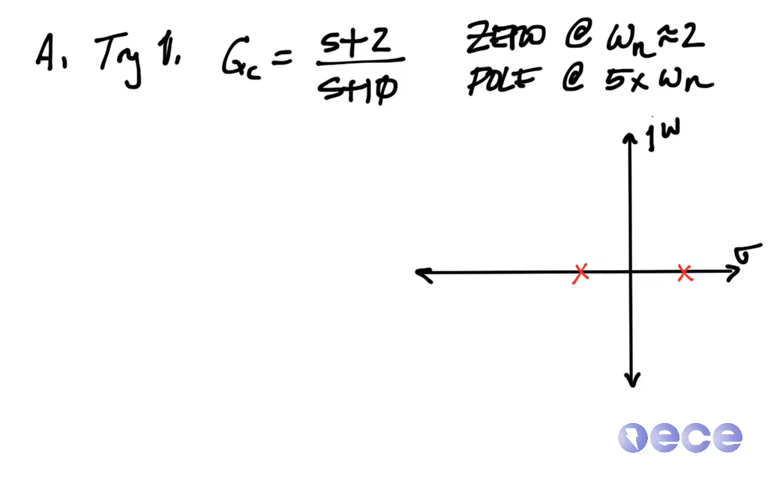 A. Try 1. Gc = s+2 / s+10
ZERO @ ωn ≈ 2
POLE @ 5x ωn
jω
σ
ece